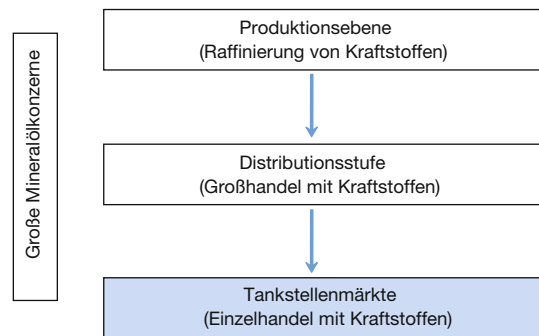 Große Mineralölkonzerne
Produktionsebene
(Raffinierung von Kraftstoffen)
Distributionsstufe
(Großhandel mit Kraftstoffen)
Tankstellenmärkte
(Einzelhandel mit Kraftstoffen)